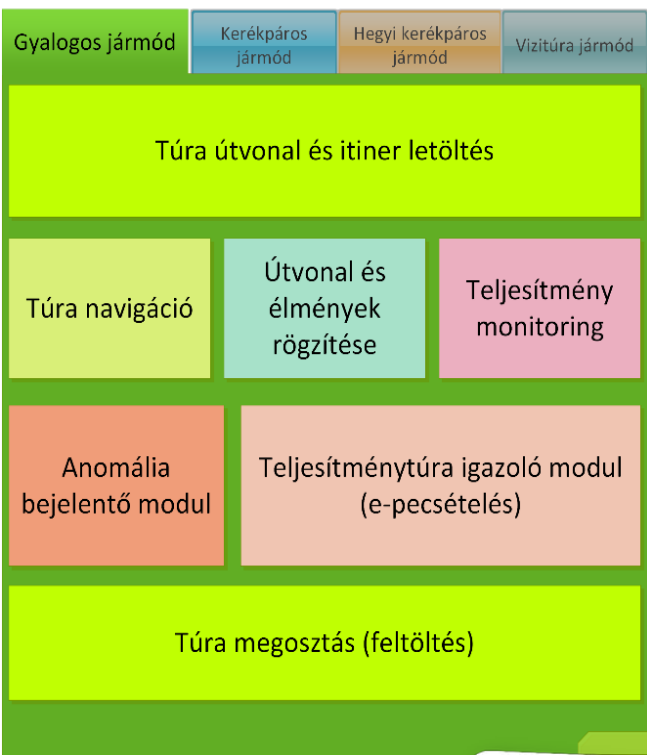 Gyalogos jármód
Kerékpáros
jármód
Hegyi kerékpáros
jármód
Vizitúra jármód
Túra útvonal és itiner letöltés
Túra navigáció
Útvonal és
élmények
rögzítése
Teljesítmény
monitoring
Anomália
bejelentő modul
Teljesítménytúra igazoló modul
(e-pecsételés)
Túra megosztás (feltöltés)